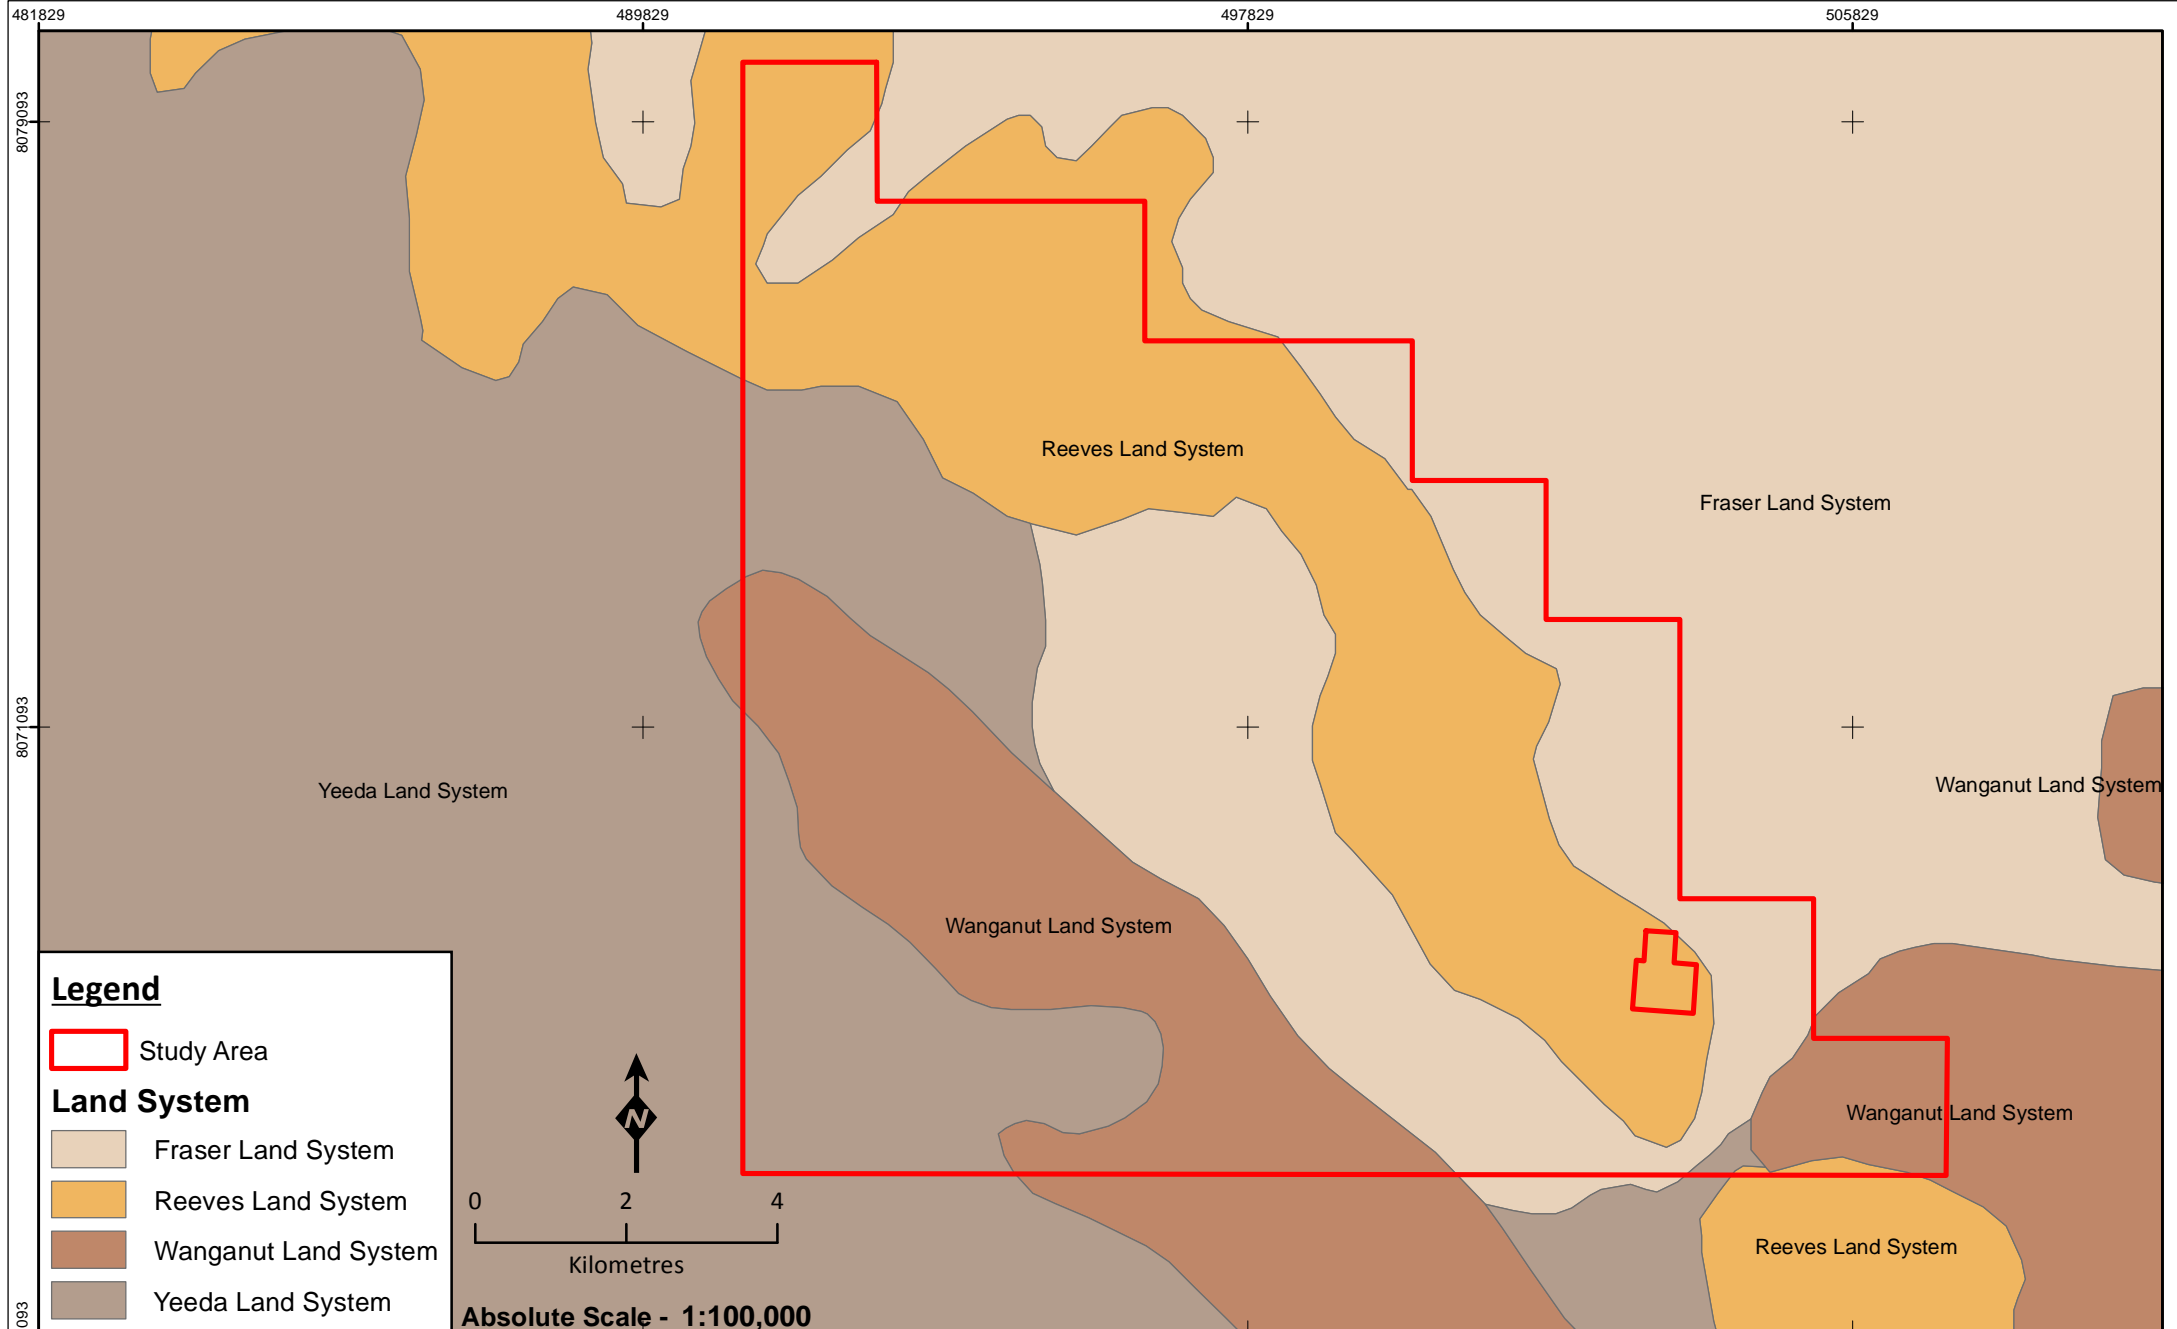 481829 489829 497829 505829
8079093
Reeves Land System
Fraser Land System
8071093
Yeeda Land System
Wanganut Land System
Wanganut Land System
Legend
Study Area
Land System
Fraser Land System
Reeves Land System
Wanganut Land System
Yeeda Land System
N
0 2 4
Kilometres
Absolute Scale - 1:100,000
Wanganut Land System
Reeves Land System
093